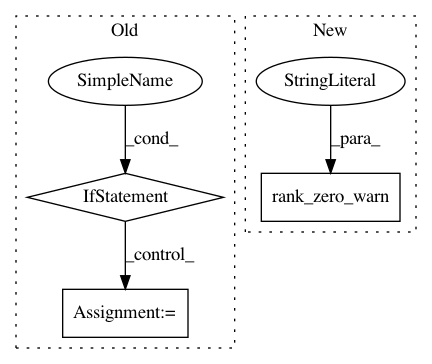 Old
New
SimpleName
StringLiteral
_cond_
_para_
IfStatement
rank_zero_warn
_control_
Assignment:=